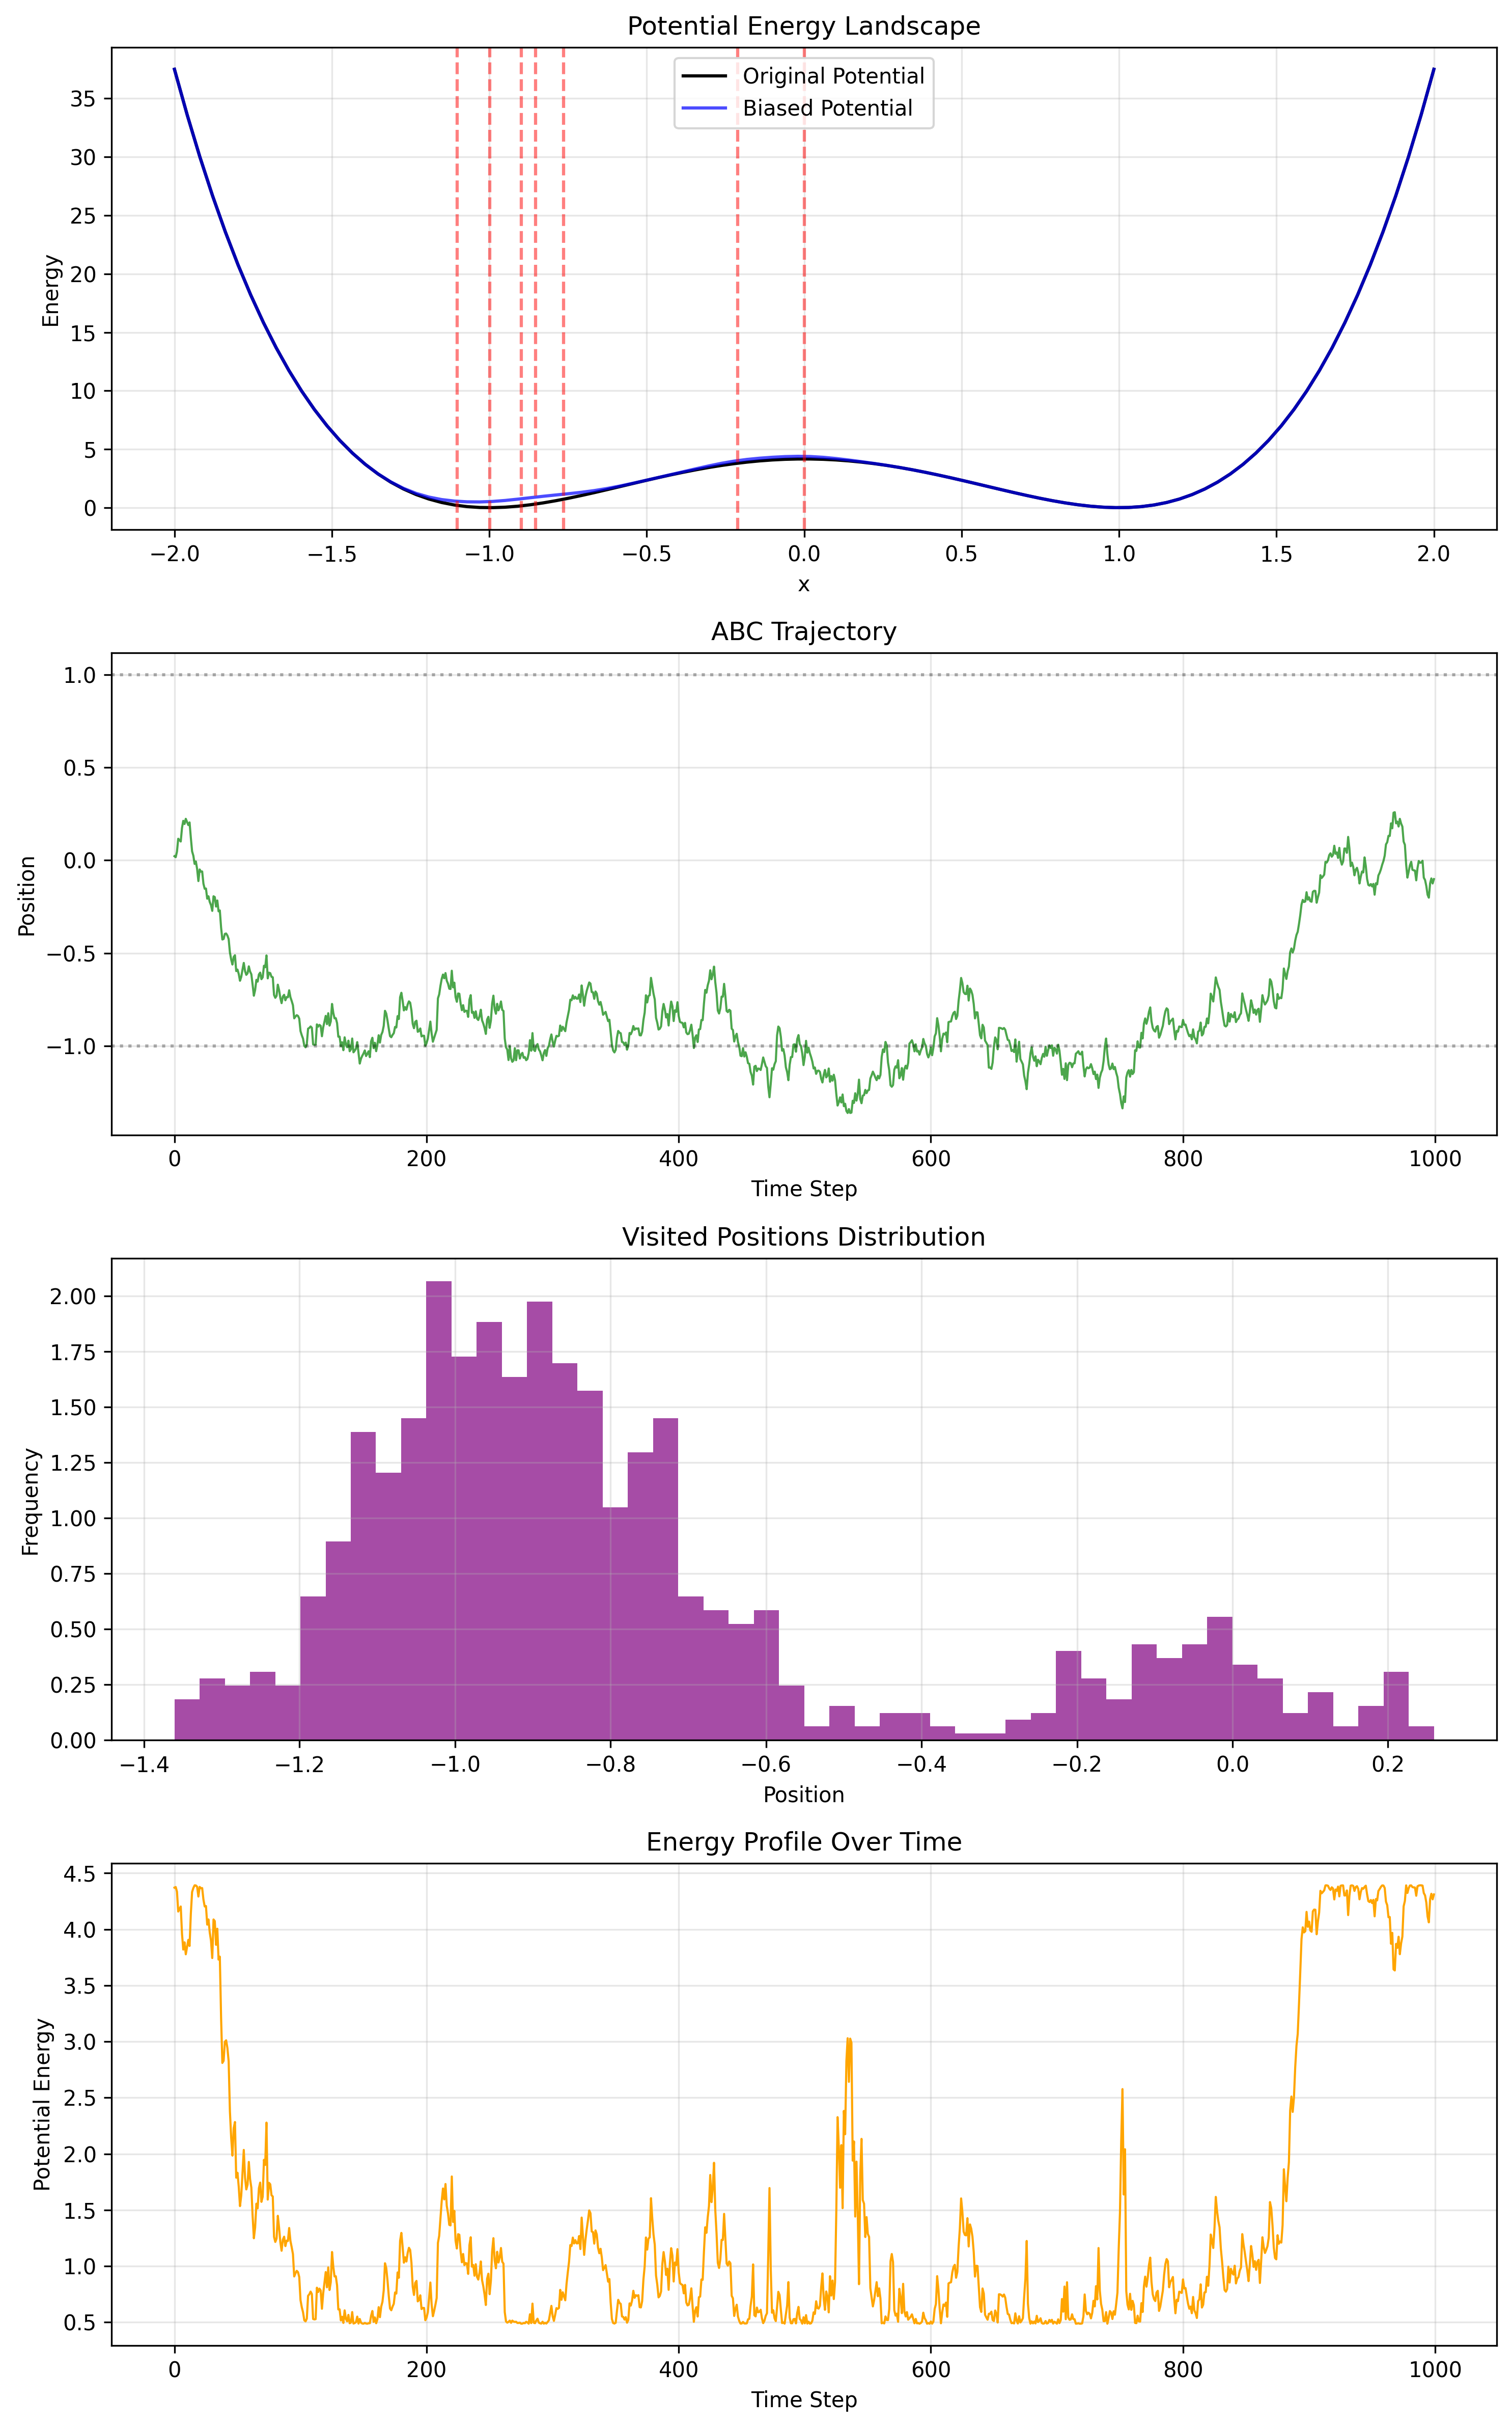 Potential Energy Landscape
Original Potential
Biased Potential
Energy
35
30
25
20
15
10
5
0
−2.0 −1.5 −1.0 −0.5 0.0 0.5 1.0 1.5 2.0
x
ABC Trajectory
Position
1.0
0.5
0.0
−0.5
−1.0
0 200 400 600 800 1000
Time Step
Visited Positions Distribution
Frequency
2.00
1.75
1.50
1.25
1.00
0.75
0.50
0.25
0.00
−1.4 −1.2 −1.0 −0.8 −0.6 −0.4 −0.2 0.0 0.2
Position
Energy Profile Over Time
Potential Energy
4.5
4.0
3.5
3.0
2.5
2.0
1.5
1.0
0.5
0 200 400 600 800 1000
Time Step